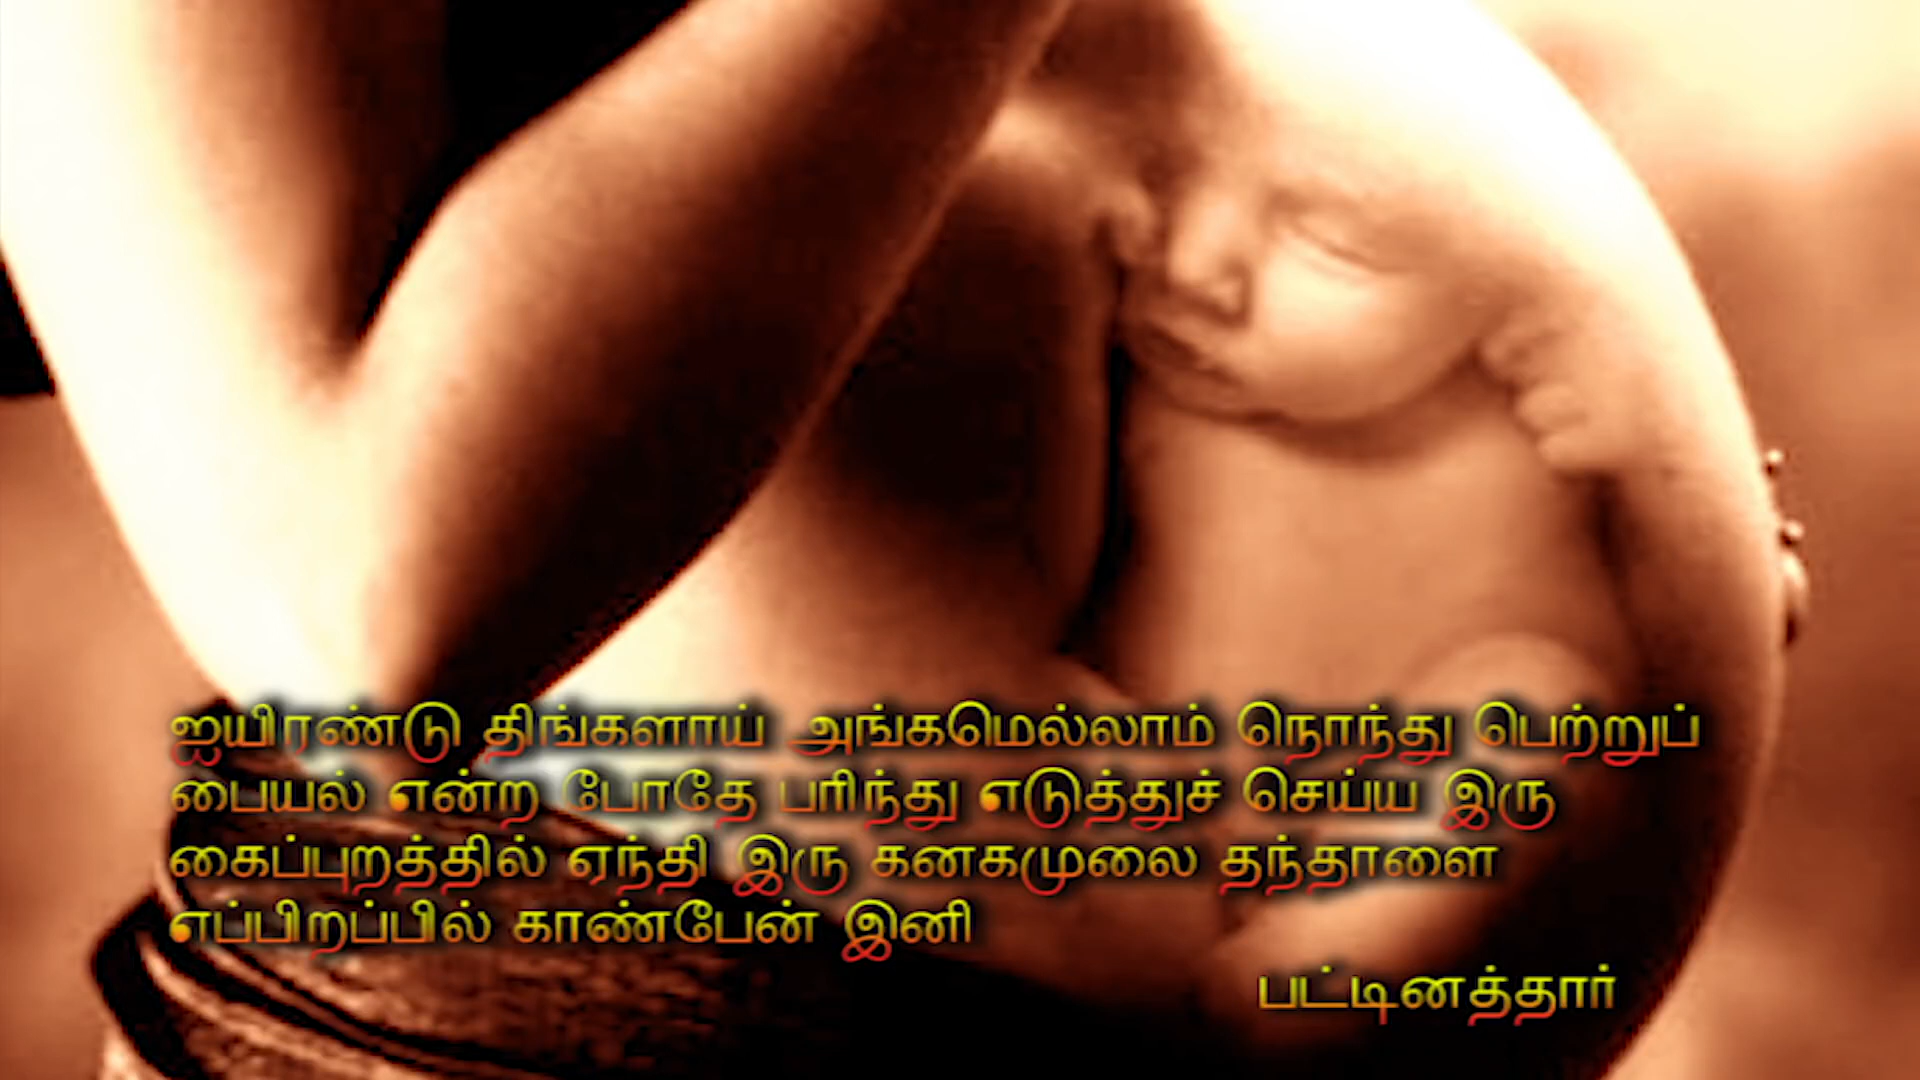 ஐயிரண்டு திங்களாய் அங்கமெல்லாம் நொந்து பெற்றுப்
பையல் என்ற போதே பரிந்து எடுத்துச் செய்ய இரு
கைப்புறத்தில் ஏந்தி இரு கனகமுலை தந்தாளை
எப்பிறப்பில் காண்பேன் இனி
பட்டினத்தார்